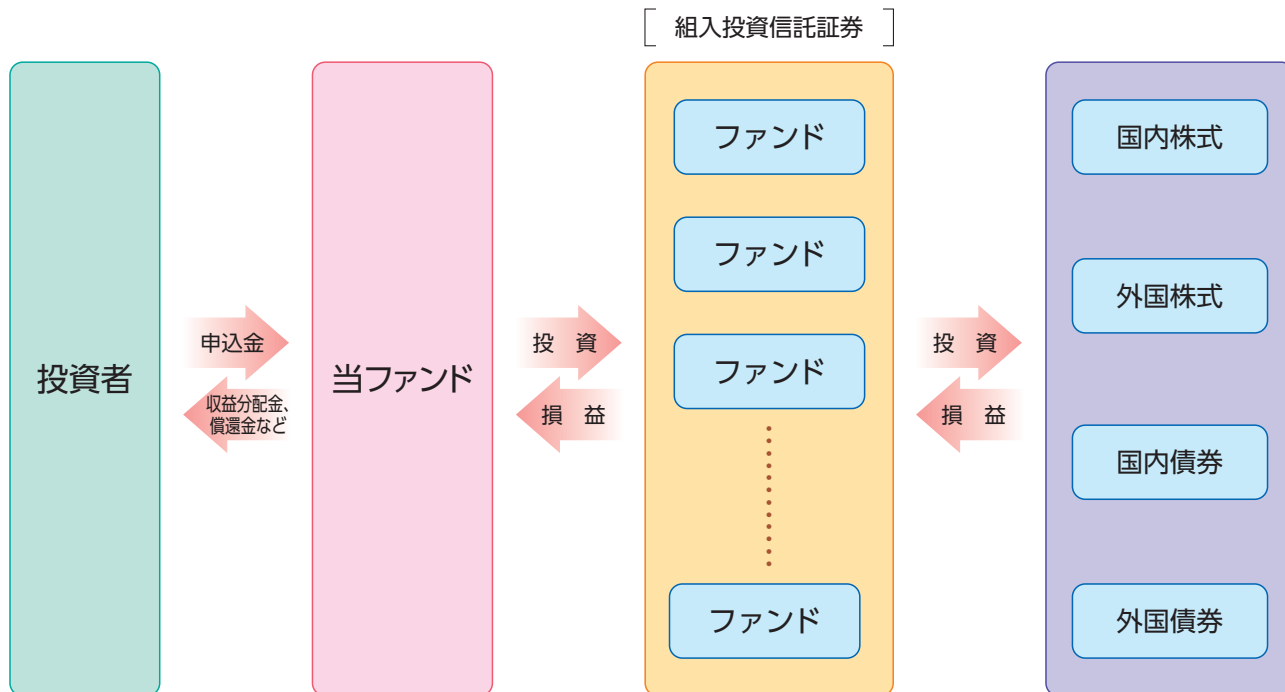 組入投資信託証券
投資者
申込金
収益分配金、
償還金など
当ファンド
投 資
損 益
ファンド
ファンド
ファンド
ファンド
投 資
損 益
国内株式
外国株式
国内債券
外国債券